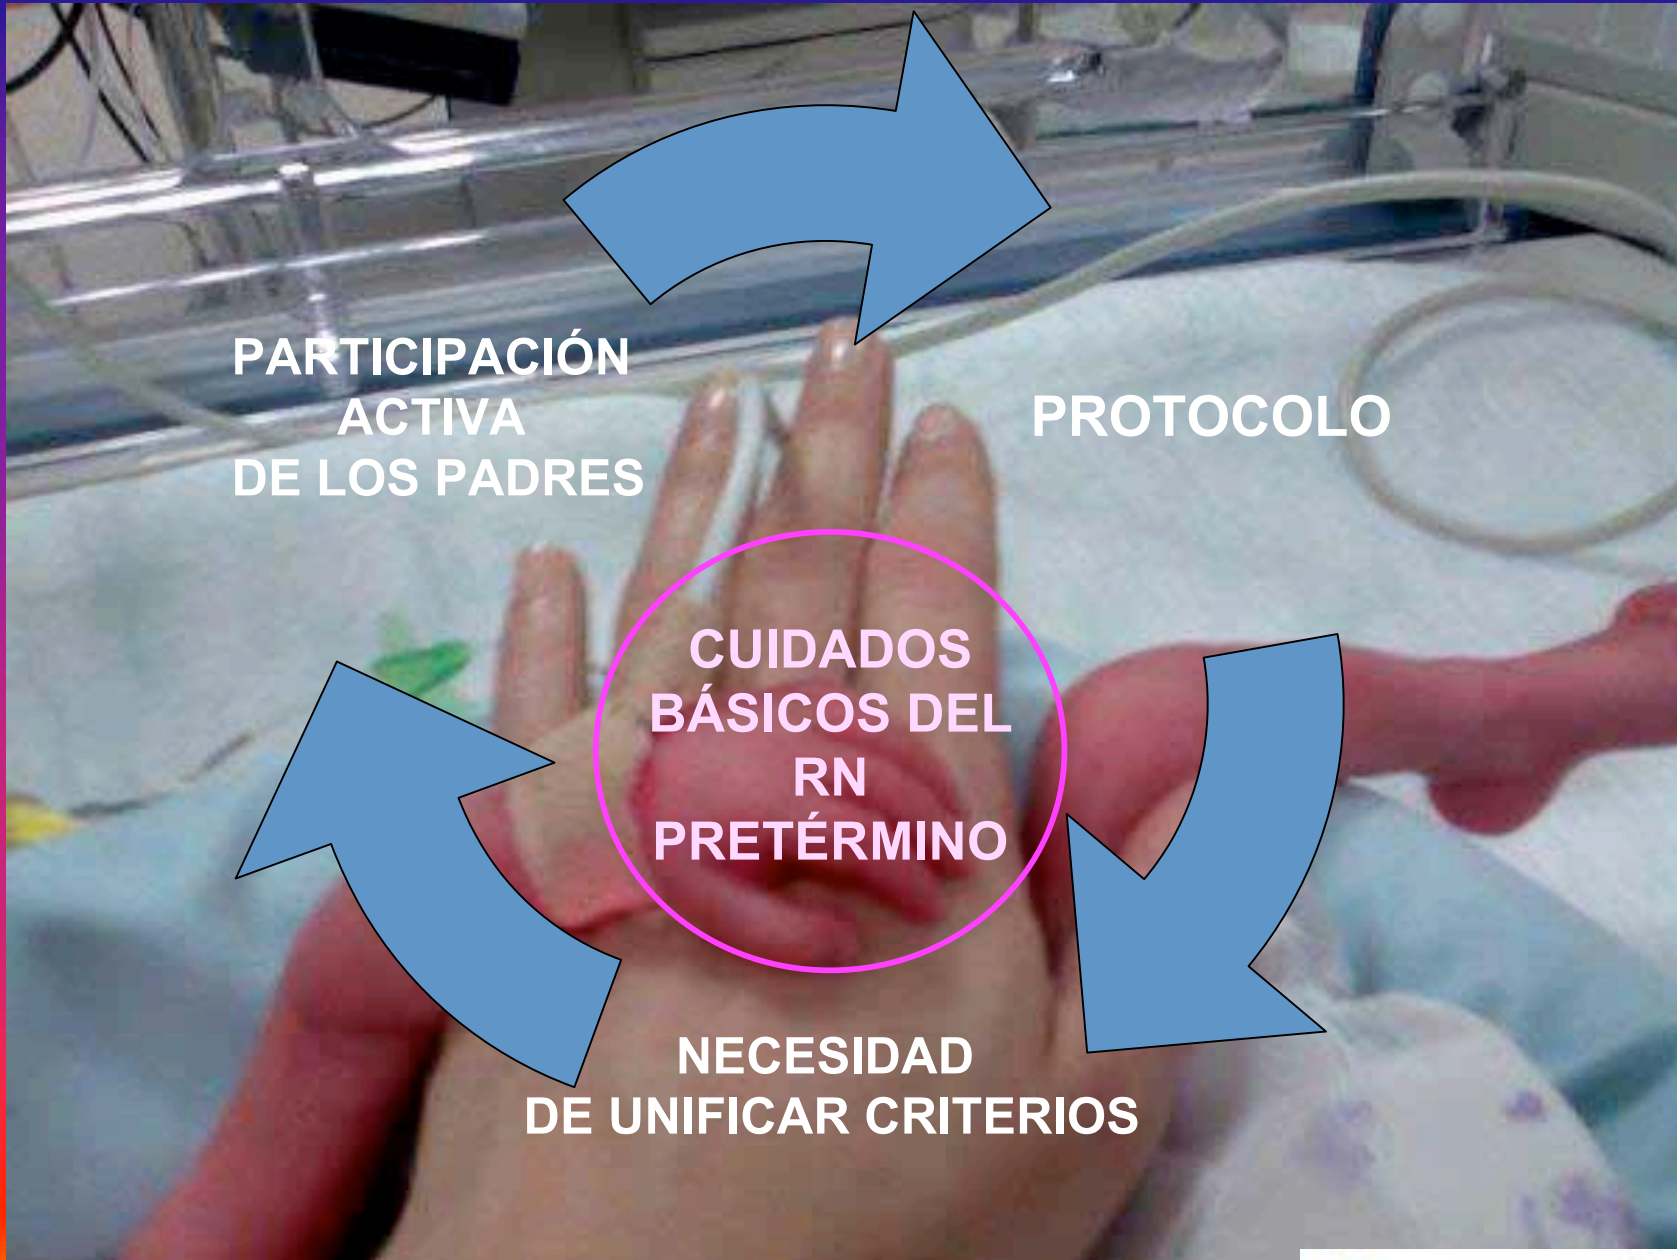 PARTICIPACIÓN
ACTIVA
DE LOS PADRES
PROTOCOLO
CUIDADOS
BÁSICOS DEL
RN
PRETÉRMINO
NECESIDAD
DE UNIFICAR CRITERIOS